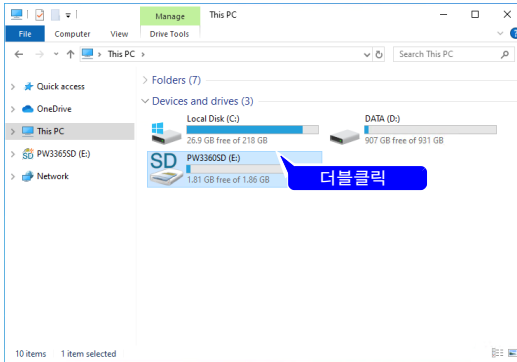 Manage
This PC
File
Computer
View
Drive Tools
This PC
Search This PC
Folders (7)
Quick access
Devices and drives (3)
OneDrive
Local Disk (C:)
26.9 GB free of 218 GB
DATA (D:)
907 GB free of 931 GB
This PC
PW3365SD (E:)
SD
PW3360SD (E:)
1.81 GB free of 1.86 GB
더블클릭
Network
10 items
1 item selected